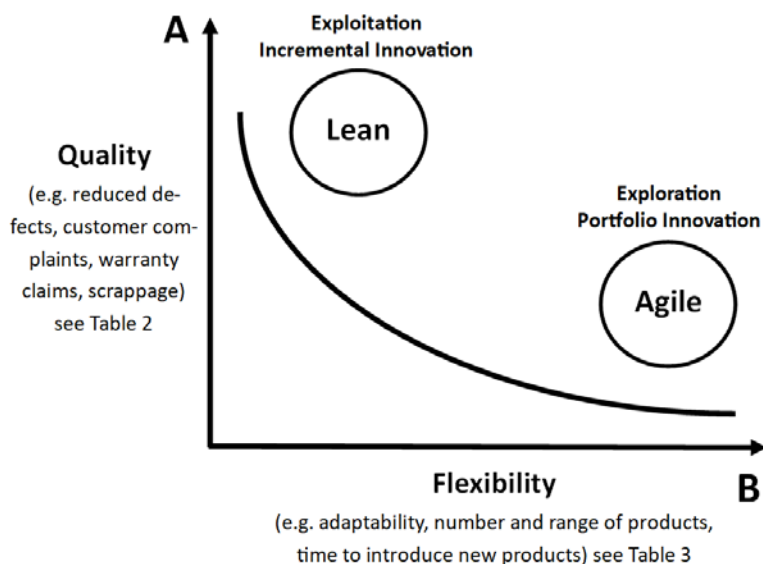 A
Exploitation
Incremental Innovation
Lean
Quality
(e.g. reduced de-
fects, customer com-
plaints, warranty
claims, scrappage)
see Table 2
Exploration
Portfolio Innovation
Agile
Flexibility
B
(e.g. adaptability, number and range of products,
time to introduce new products) see Table 3